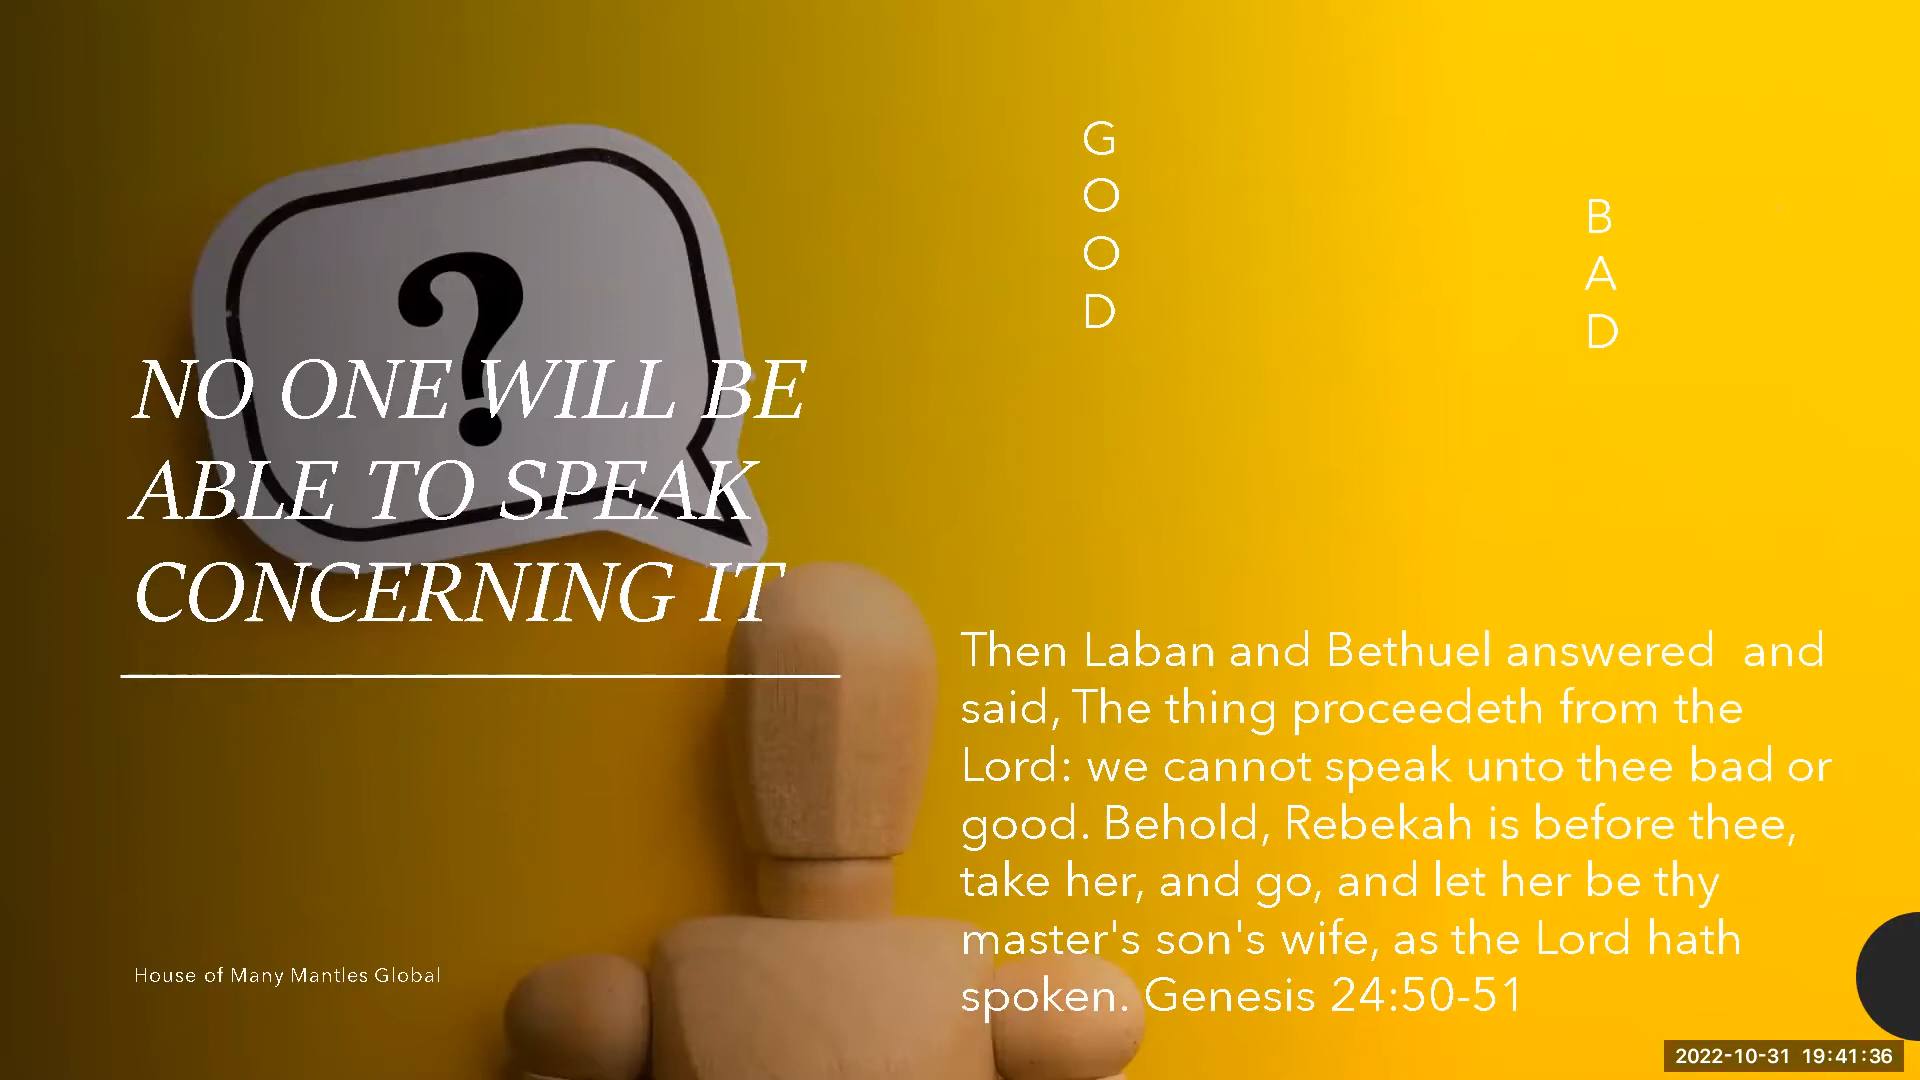 G
O
O
D
B
A
D
?
NO ONE WILL BE
ABLE TO SPEAK
CONCERNING IT
Then Laban and Bethuel answered  and
said, The thing proceedeth from the
Lord: we cannot speak unto thee bad or
good. Behold, Rebekah is before thee,
take her, and go, and let her be thy
master's son's wife, as the Lord hath
spoken. Genesis 24:50-51
House of Many Mantles Global
2022-10-31 19:41:36